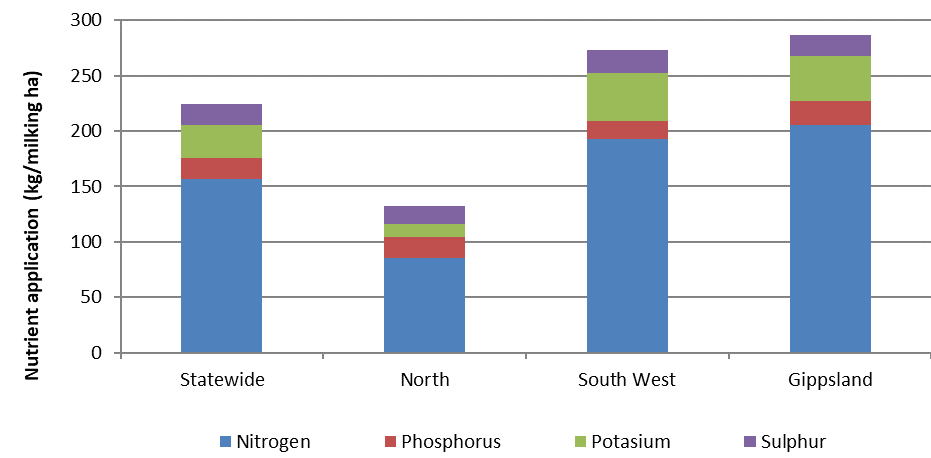 Nutrient application (kg/milking ha)
300
250
200
150
100
50
0
Statewide North South West Gippsland
Nitrogen Phosphorus Potasium Sulphur